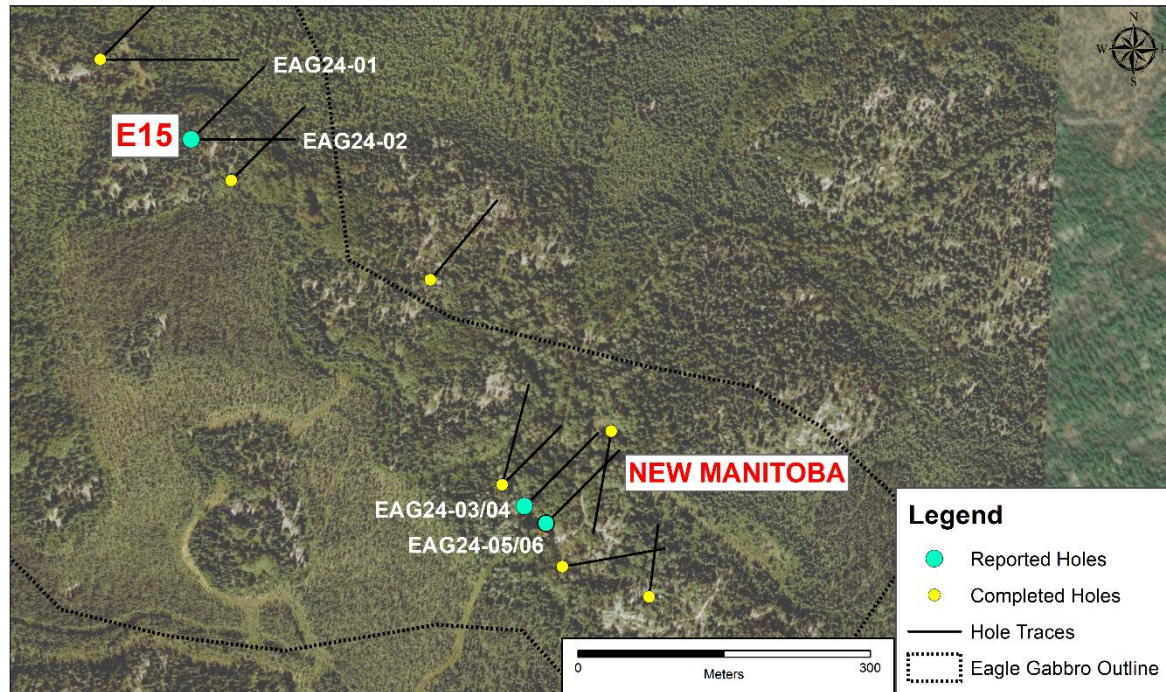 N
W
S
EAG24-01
E15
EAG24-02
NEW MANITOBA
EAG24-03/04
EAG24-05/06
Legend
Reported Holes
Completed Holes
Hole Traces
Eagle Gabbro Outline
0
300
Meters